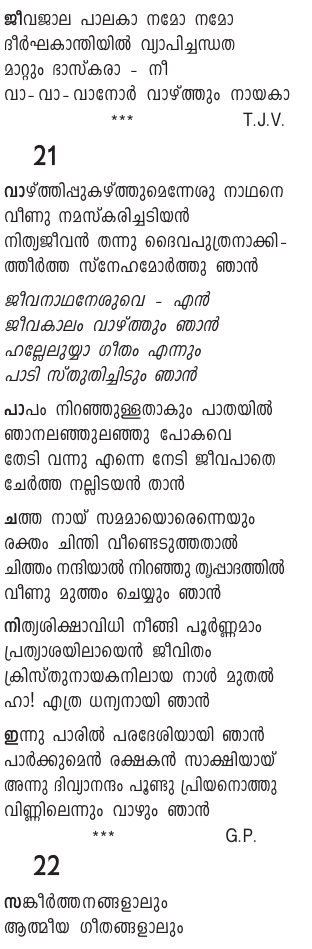 ജീവജാല പാലകാ നമോ നമോ
ദീർഘകാന്തിയിൽ വ്യാപിച്ചന്ധത
മാറ്റും ഭാസ്കരാ - നീ
വാ-വാ-വാനോർ വാഴ്ത്തും നായകാ
*** T.J.V.
21
വാഴ്ത്തിപ്പുകഴ്ത്തുമെന്നേശു നാഥനെ
വീണു നമസ്കരിച്ചടിയൻ
നിത്യജീവൻ തന്നു ദൈവപുത്രനാക്കി-
ത്തീർത്ത സ്നേഹമോർത്തു ഞാൻ
ജീവനാഥനേശുവെ - എൻ
ജീവകാലം വാഴ്ത്തും ഞാൻ
ഹല്ലേലുയ്യാ ഗീതം എന്നും
പാടി സ്തുതിച്ചിടും ഞാൻ
പാപം നിറഞ്ഞുള്ളതാകും പാതയിൽ
ഞാനലഞ്ഞുലഞ്ഞു പോകവെ
തേടി വന്നു എന്നെ നേടി ജീവപാതെ
ചേർത്ത നല്ലിടയൻ താൻ
ചത്ത നായ് സമമായൊരെന്നെയും
രക്തം ചിന്തി വീണ്ടെടുത്തതാൽ
ചിത്തം നന്ദിയാൽ നിറഞ്ഞു തൃപ്പാദത്തിൽ
വീണു മുത്തം ചെയ്യും ഞാൻ
നിത്യശിക്ഷാവിധി നീങ്ങി പൂർണ്ണമാം
പ്രത്യാശയിലായെൻ ജീവിതം
ക്രിസ്തുനായകനിലായ നാൾ മുതൽ
ഹാ! എത്ര ധന്യനായി ഞാൻ
ഇന്നു പാരിൽ പരദേശിയായി ഞാൻ
പാർക്കുമെൻ രക്ഷകൻ സാക്ഷിയായ്
അന്നു ദിവ്യാനന്ദം പൂണ്ടു പ്രിയനൊത്തു
വിണ്ണിലെന്നും വാഴും ഞാൻ
*** G.P.
22
സങ്കീർത്തനങ്ങളാലും
ആത്മീയ ഗീതങ്ങളാലും